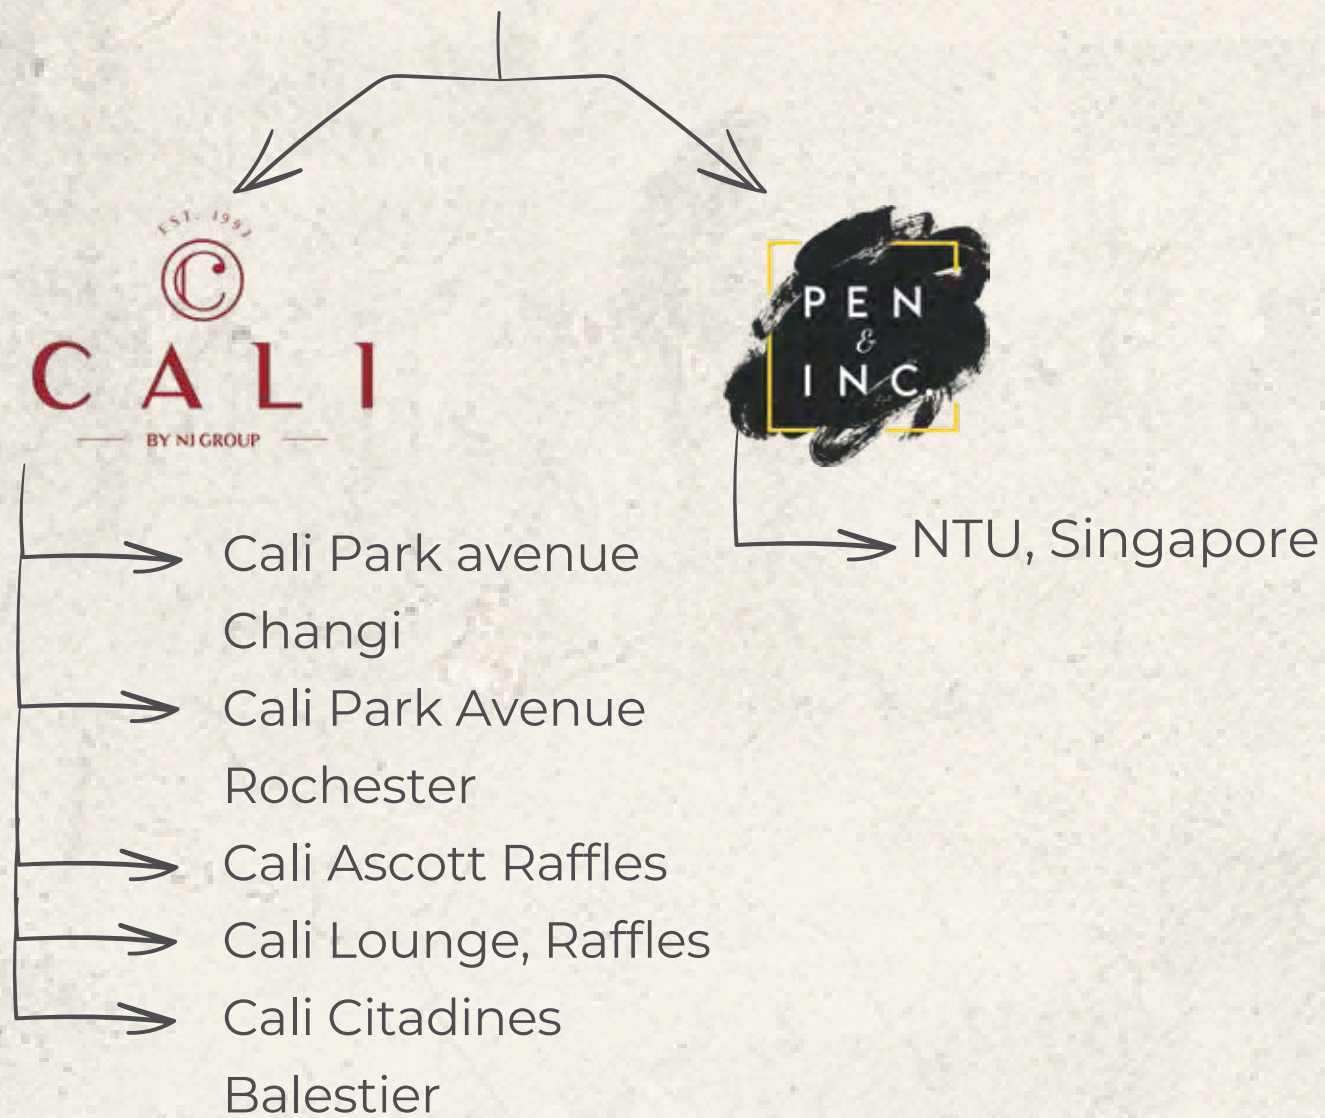 EST. 1992
C
CALI
BY NJ GROUP
PEN
&
INC.
Cali Park avenue
Changi
Cali Park Avenue
Rochester
Cali Ascott Raffles
Cali Lounge, Raffles
Cali Citadines
Balestier
NTU, Singapore